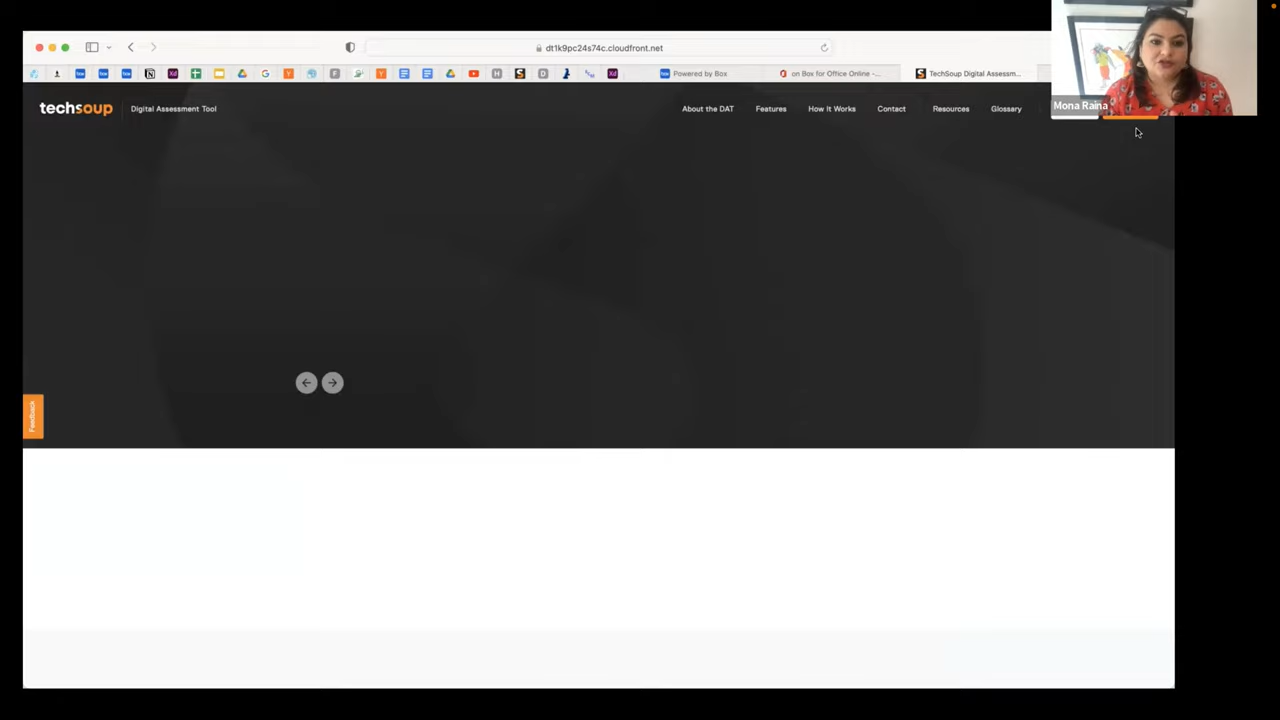 dt1k9pc24s74c.cloudfront.net
Powered by Box
on Box for Office Online -...
TechSoup Digital Assessm...
techsoup
Digital Assessment Tool
About the DAT
Features
How It Works
Contact
Resources
Glossary
Mona Raina
Feedback